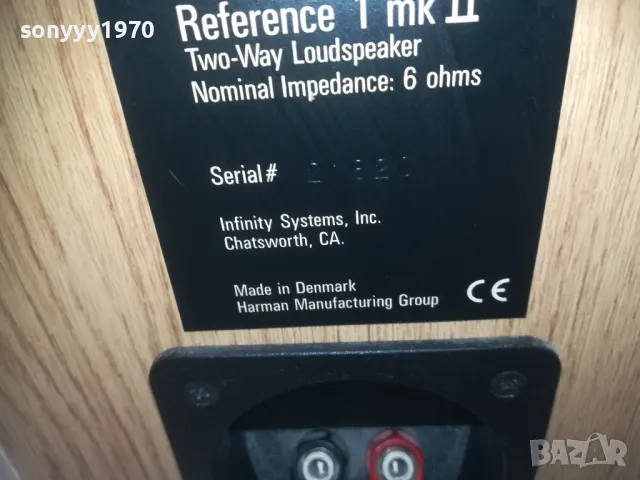 sonyyy1970
Reference 1 mk II
Two-Way Loudspeaker
Nominal Impedance: 6 ohms
Serial #
Infinity Systems, Inc.
Chatsworth, CA.
Made in Denmark
Harman Manufacturing Group
CE
BAZAR